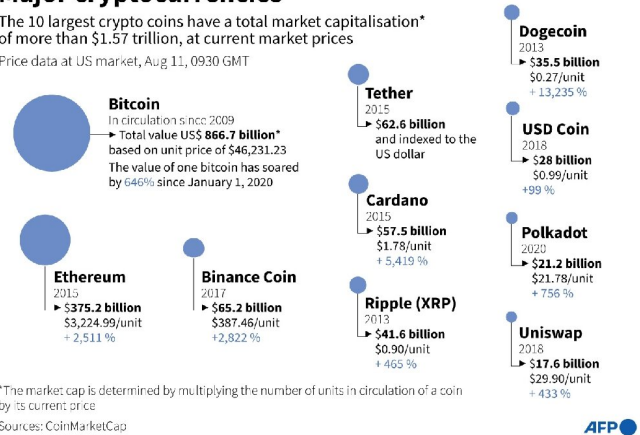 Major cryptocurrencies
The 10 largest crypto coins have a total market capitalisation*
of more than $1.57 trillion, at current market prices
Price data at US market, Aug 11, 0930 GMT
Bitcoin
In circulation since 2009
Total value US$ 866.7 billion*
based on unit price of $46,231.23
The value of one bitcoin has soared
by 646% since January 1, 2020
Ethereum
2015
$375.2 billion
$3,224.99/unit
+ 2,511 %
Binance Coin
2017
$65.2 billion
$387.46/unit
+2,822 %
Tether
2015
$62.6 billion
and indexed to the
US dollar
Cardano
2015
$57.5 billion
$1.78/unit
+ 5,419 %
Ripple (XRP)
2013
$41.6 billion
$0.90/unit
+ 465 %
Dogecoin
2013
$35.5 billion
$0.27/unit
+ 13,235 %
USD Coin
2018
$28 billion
$0.99/unit
+99 %
Polkadot
2020
$21.2 billion
$21.78/unit
+ 756 %
Uniswap
2018
$17.6 billion
$29.90/unit
+ 433 %
*The market cap is determined by multiplying the number of units in circulation of a coin
by its current price
Sources: CoinMarketCap
AFP